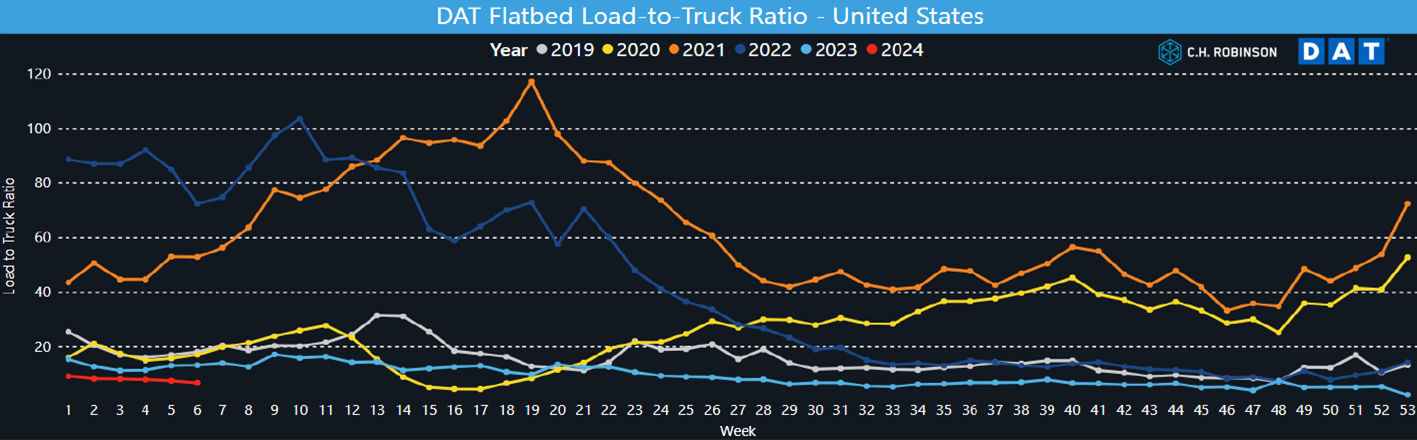 DAT Flatbed Load-to-Truck Ratio - United States
Year 2019 2020 2021 2022 2023 2024
C.H. ROBINSON DAT
120
100
80
60
40
20
Load to Truck Ratio
1 2 3 4 5 6 7 8 9 10 11 12 13 14 15 16 17 18 19 20 21 22 23 24 25 26 27 28 29 30 31 32 33 34 35 36 37 38 39 40 41 42 43 44 45 46 47 48 49 50 51 52 53
Week